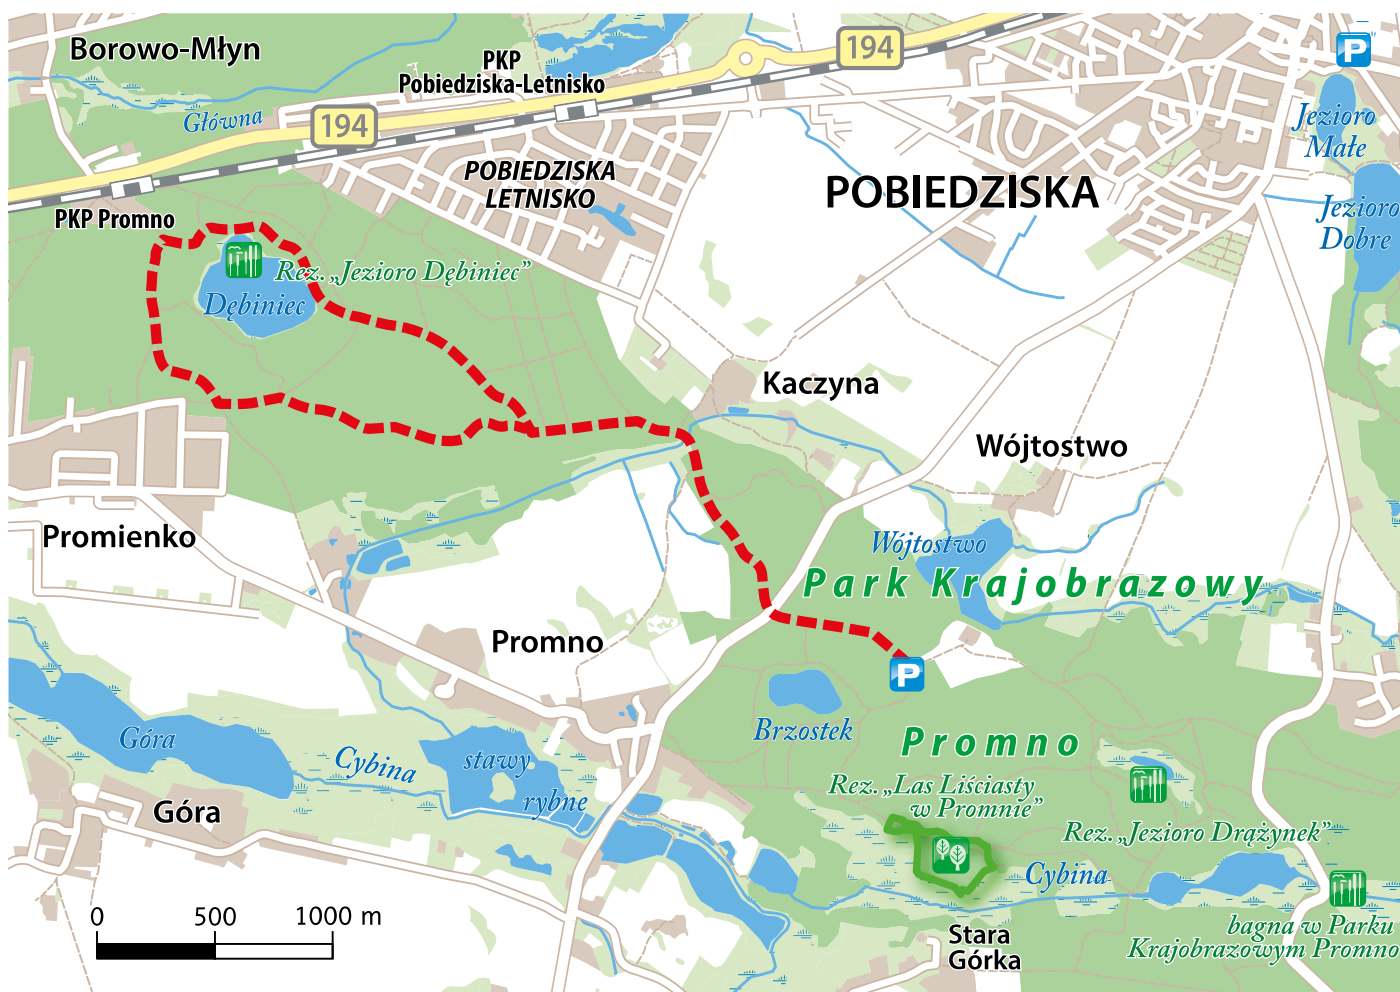 Borowo-Młyn
PKP
Pobiedziska-Letnisko
194
P
Główna
194
Jezioro
Małe
POBIEDZISKA
LETNISKO
POBIEDZISKA
PKP Promno
Jezioro
Dobre
Rez. „Jezioro Dębiniec”
Dębiniec
Kaczyna
Wójtostwo
Promienko
Wójtostwo
Park Krajobrazowy
Promno
P
Brzostek
Promno
Góra
Cybina
stawy
rybne
Rez. „Las Liściasty
w Promnie”
Góra
Rez. „Jezioro Drążynek”
Cybina
0 500 1000 m
Stara
Górka
bagna w Parku
Krajobrazowym Promno